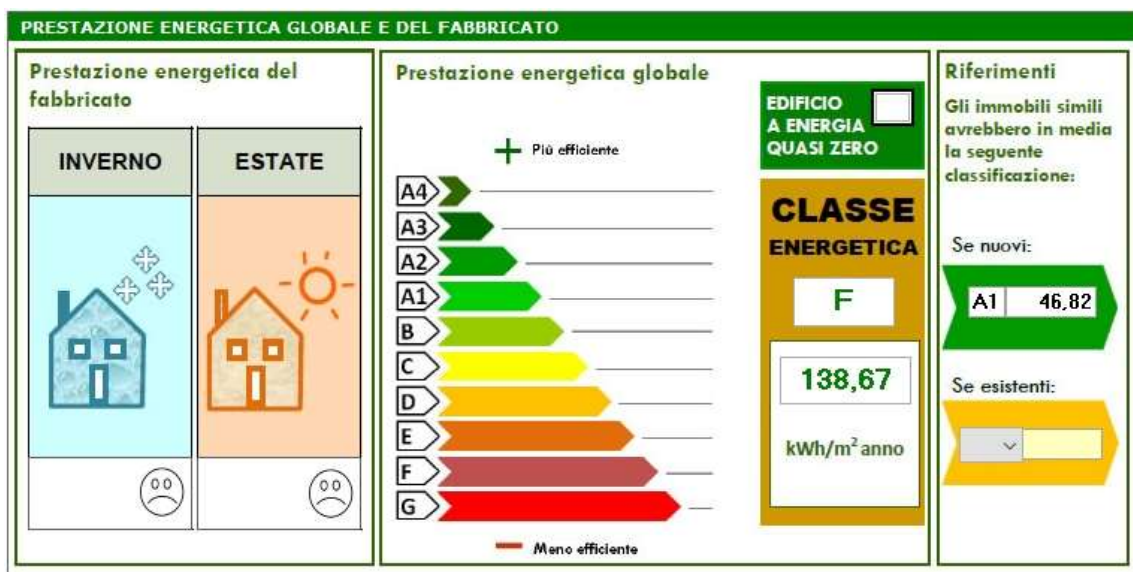 PRESTAZIONE ENERGETICA GLOBALE E DEL FABBRICATO
Prestazione energetica del
fabbricato
INVERNO
ESTATE
Prestazione energetica globale
Più efficiente
A4
A3
A2
A1
B
C
D
E
F
G
Meno efficiente
EDIFICIO
A ENERGIA
QUASI ZERO
CLASSE
ENERGETICA
F
138,67
kWh/m² anno
Riferimenti
Gli immobili simili
avrebbero in media
la seguente
classificazione:
Se nuovi:
A1 46,82
Se esistenti: